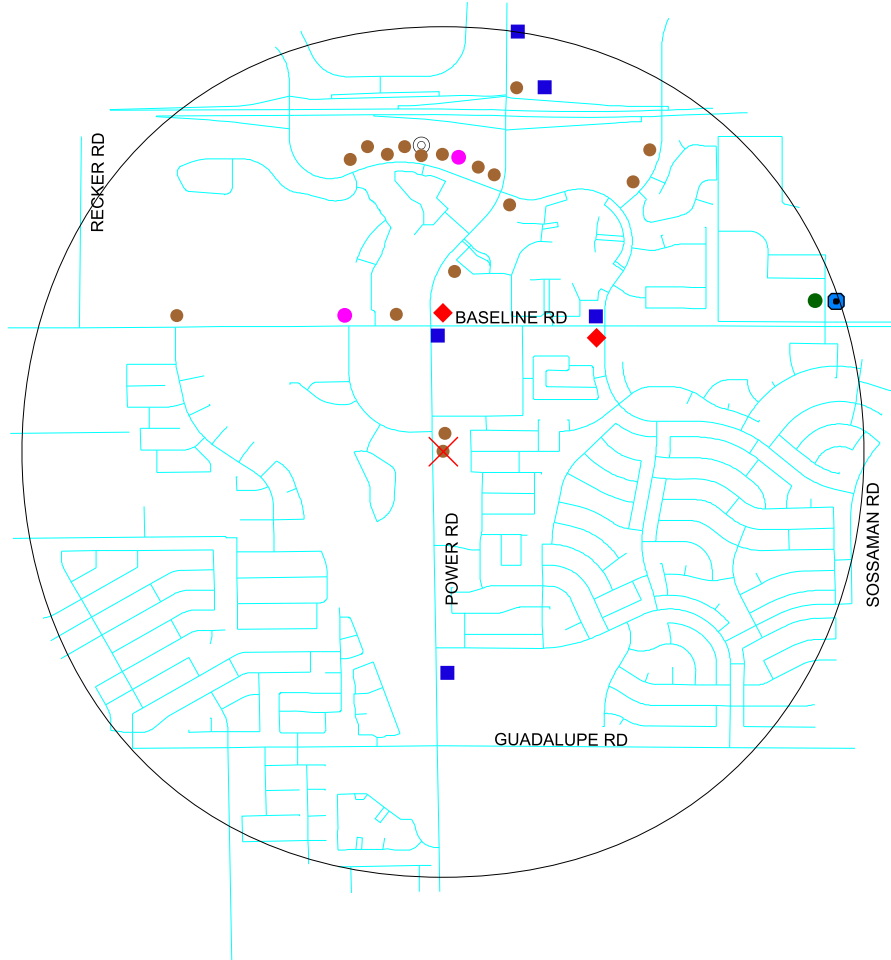 RECKER RD
BASELINE RD
POWER RD
SOSSAMAN RD
GUADALUPE RD